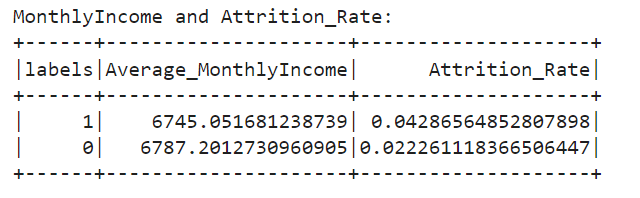 MonthlyIncome and Attrition_Rate:
+------+---------------------+--------------------+
|labels|Average_MonthlyIncome|      Attrition_Rate|
+------+---------------------+--------------------+
|     1|    6745.051681238739| 0.04286564852807898|
|     0|   6787.2012730960905|0.022261118366506447|
+------+---------------------+--------------------+